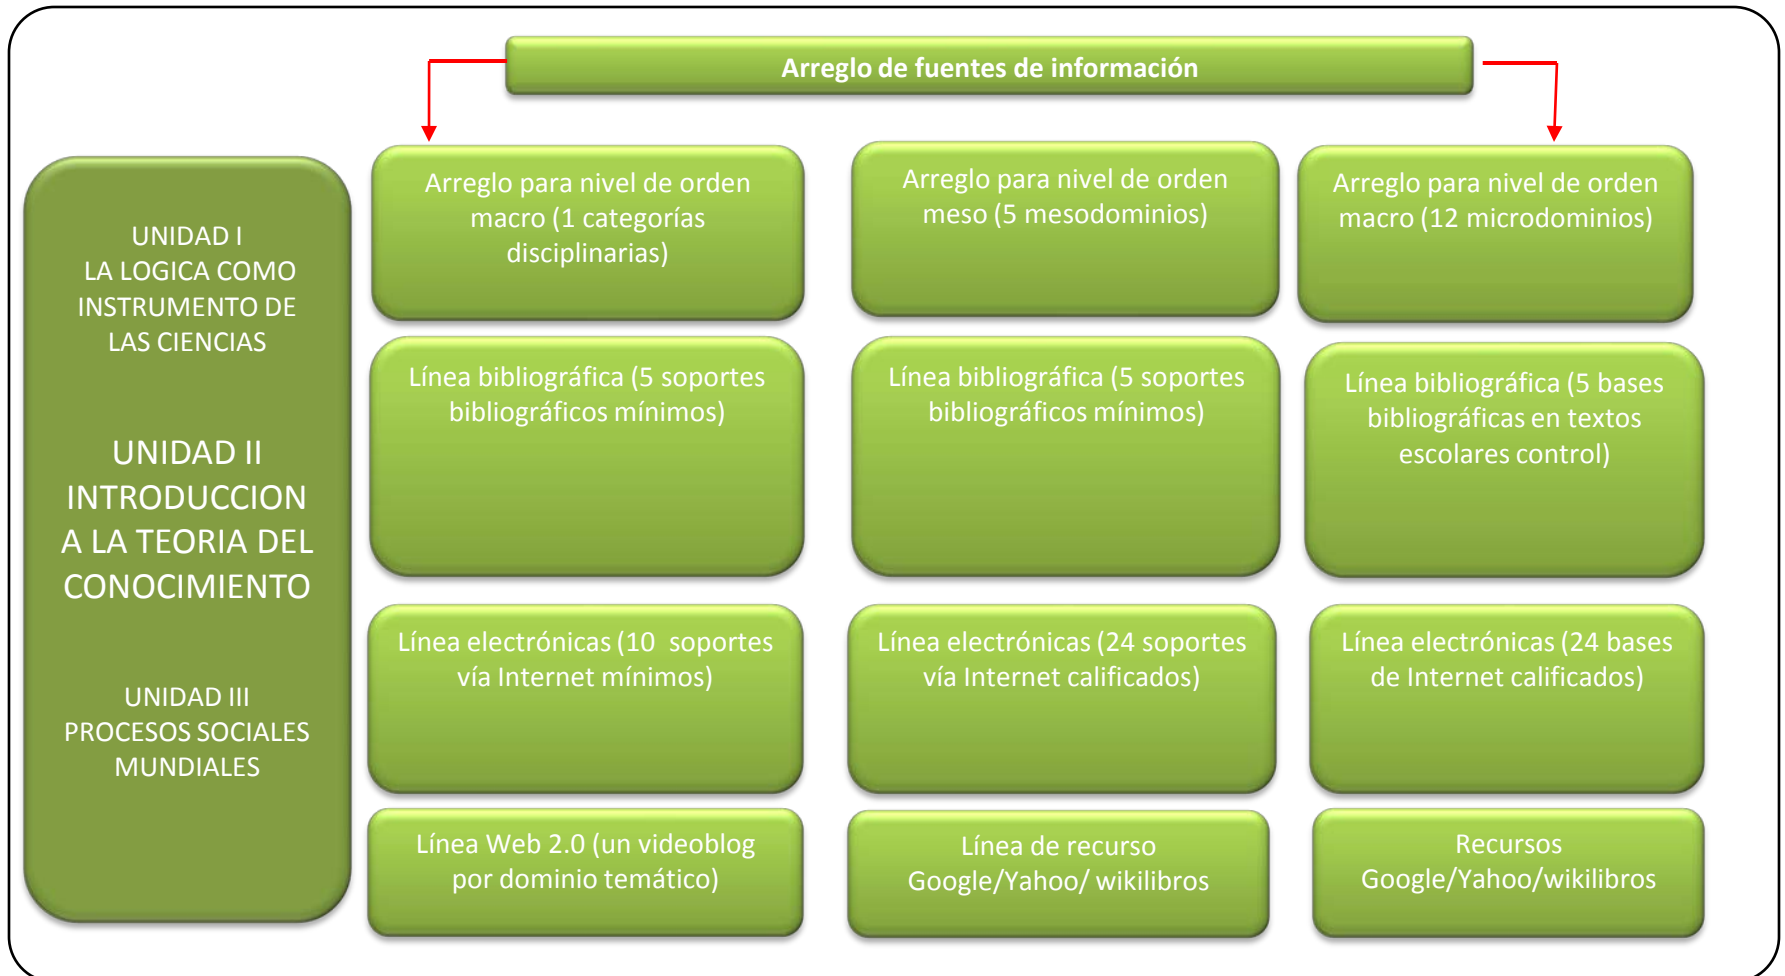 Arreglo de fuentes de información
UNIDAD I
LA LOGICA COMO
INSTRUMENTO DE
LAS CIENCIAS
UNIDAD II
INTRODUCCION
A LA TEORIA DEL
CONOCIMIENTO
UNIDAD III
PROCESOS SOCIALES
MUNDIALES
Arreglo para nivel de orden
macro (1 categorías
disciplinarias)
Arreglo para nivel de orden
meso (5 mesodominios)
Arreglo para nivel de orden
macro (12 microdominios)
Línea bibliográfica (5 soportes
bibliográficos mínimos)
Línea bibliográfica (5 soportes
bibliográficos mínimos)
Línea bibliográfica (5 bases
bibliográficas en textos
escolares control)
Línea electrónicas (10  soportes
vía Internet mínimos)
Línea electrónicas (24 soportes
vía Internet calificados)
Línea electrónicas (24 bases
de Internet calificados)
Línea Web 2.0 (un videoblog
por dominio temático)
Línea de recurso
Google/Yahoo/ wikilibros
Recursos
Google/Yahoo/wikilibros